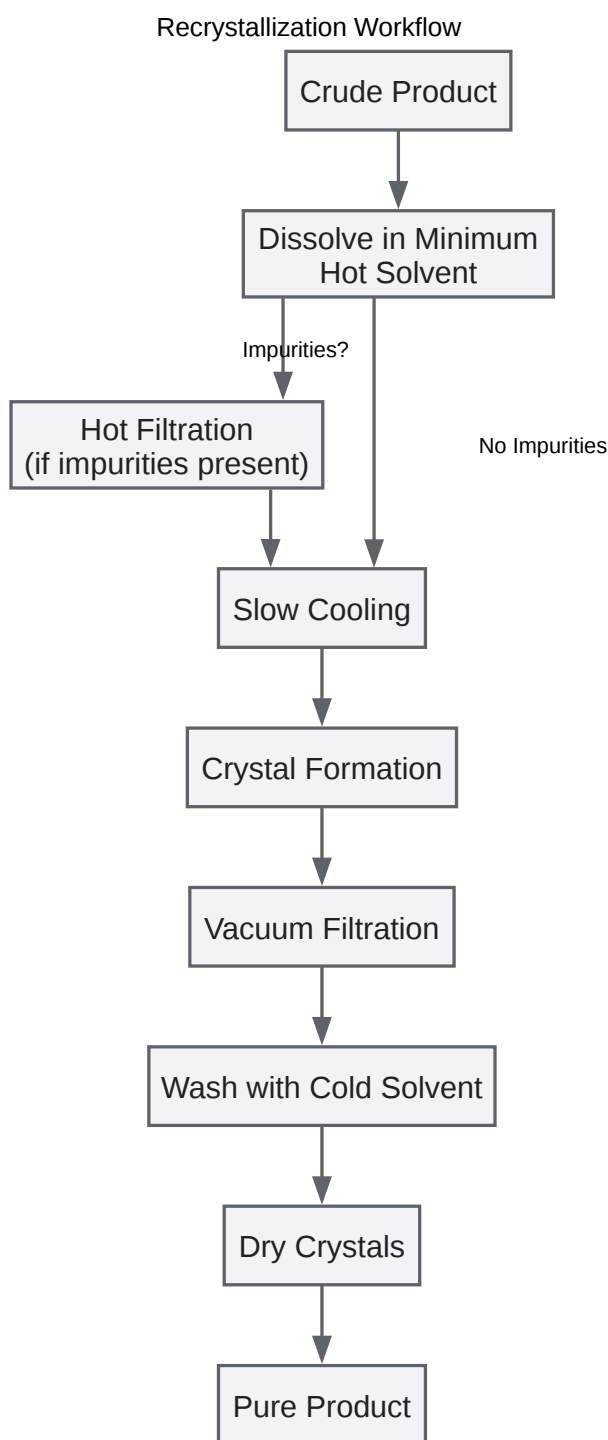 Recrystallization Workflow
Crude Product
Dissolve in Minimum
Hot Solvent
Impurities?
Hot Filtration
(if impurities present)
No Impurities
Slow Cooling
Crystal Formation
Vacuum Filtration
Wash with Cold Solvent
Dry Crystals
Pure Product